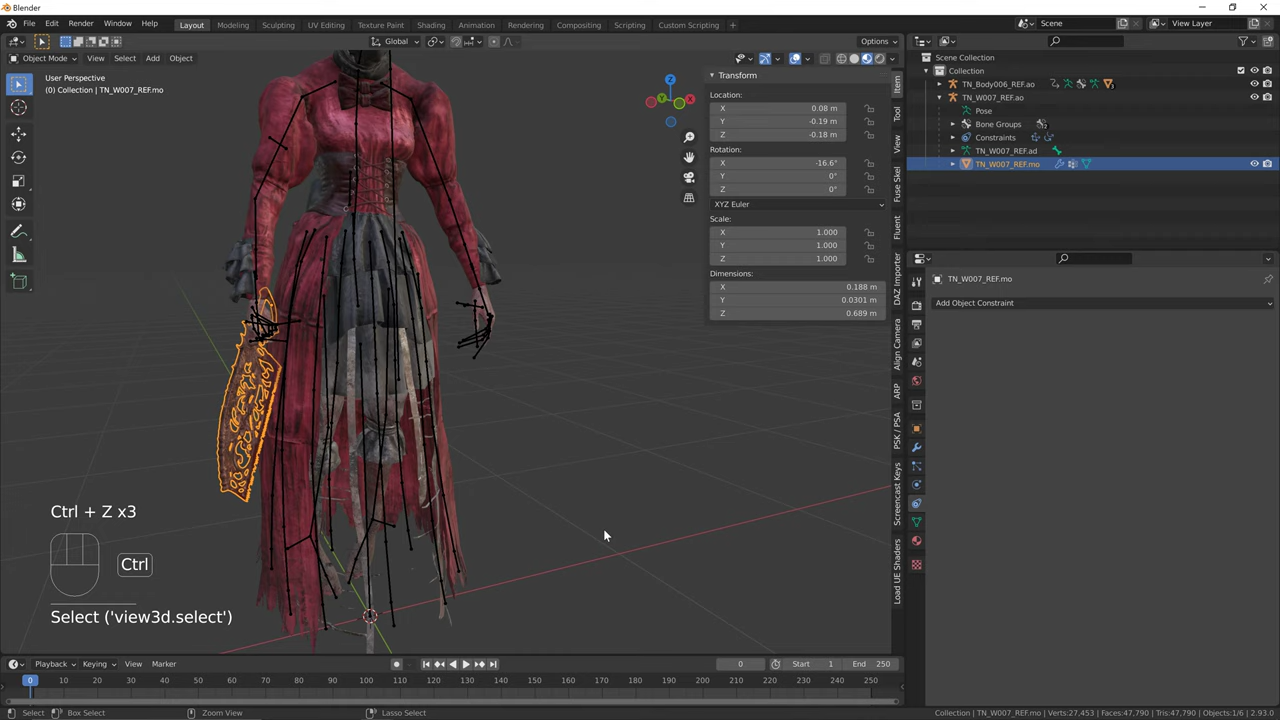 Blender
File Edit Render Window Help
Layout Modeling Sculpting UV Editing Texture Paint Shading Animation Rendering Compositing Scripting Custom Scripting +
Scene
View Layer
Global
Options
Object Mode View Select Add Object
User Perspective
(0) Collection | TN_W007_REF.mo
Transform
Location:
X 0.08 m
Y -0.19 m
Z -0.18 m
Rotation:
X -16.6°
Y 0°
Z 0°
XYZ Euler
Scale:
X 1.000
Y 1.000
Z 1.000
Dimensions:
X 0.188 m
Y 0.0301 m
Z 0.689 m
Item
Tool
View
Fuse Skel
Fluent
DAZ Importer
Align Camera
ARP
PSK / PSA
Screencast Keys
Load UE Shaders
Scene Collection
Collection
TN_Body006_REF.ao
TN_W007_REF.ao
Pose
Bone Groups
Constraints
TN_W007_REF.ad
TN_W007_REF.mo
TN_W007_REF.mo
Add Object Constraint
Ctrl + Z x3
Ctrl
Select ('view3d.select')
Playback Keying View Marker
0 Start 1 End 250
0 10 20 30 40 50 60 70 80 90 100 110 120 130 140 150 160 170 180 190 200 210 220 230 240 250
Select Box Select Zoom View Lasso Select
Collection | TN_W007_REF.mo | Verts:27,453 | Faces:47,790 | Tris:47,790 | Objects:1/6 | 2.93.0